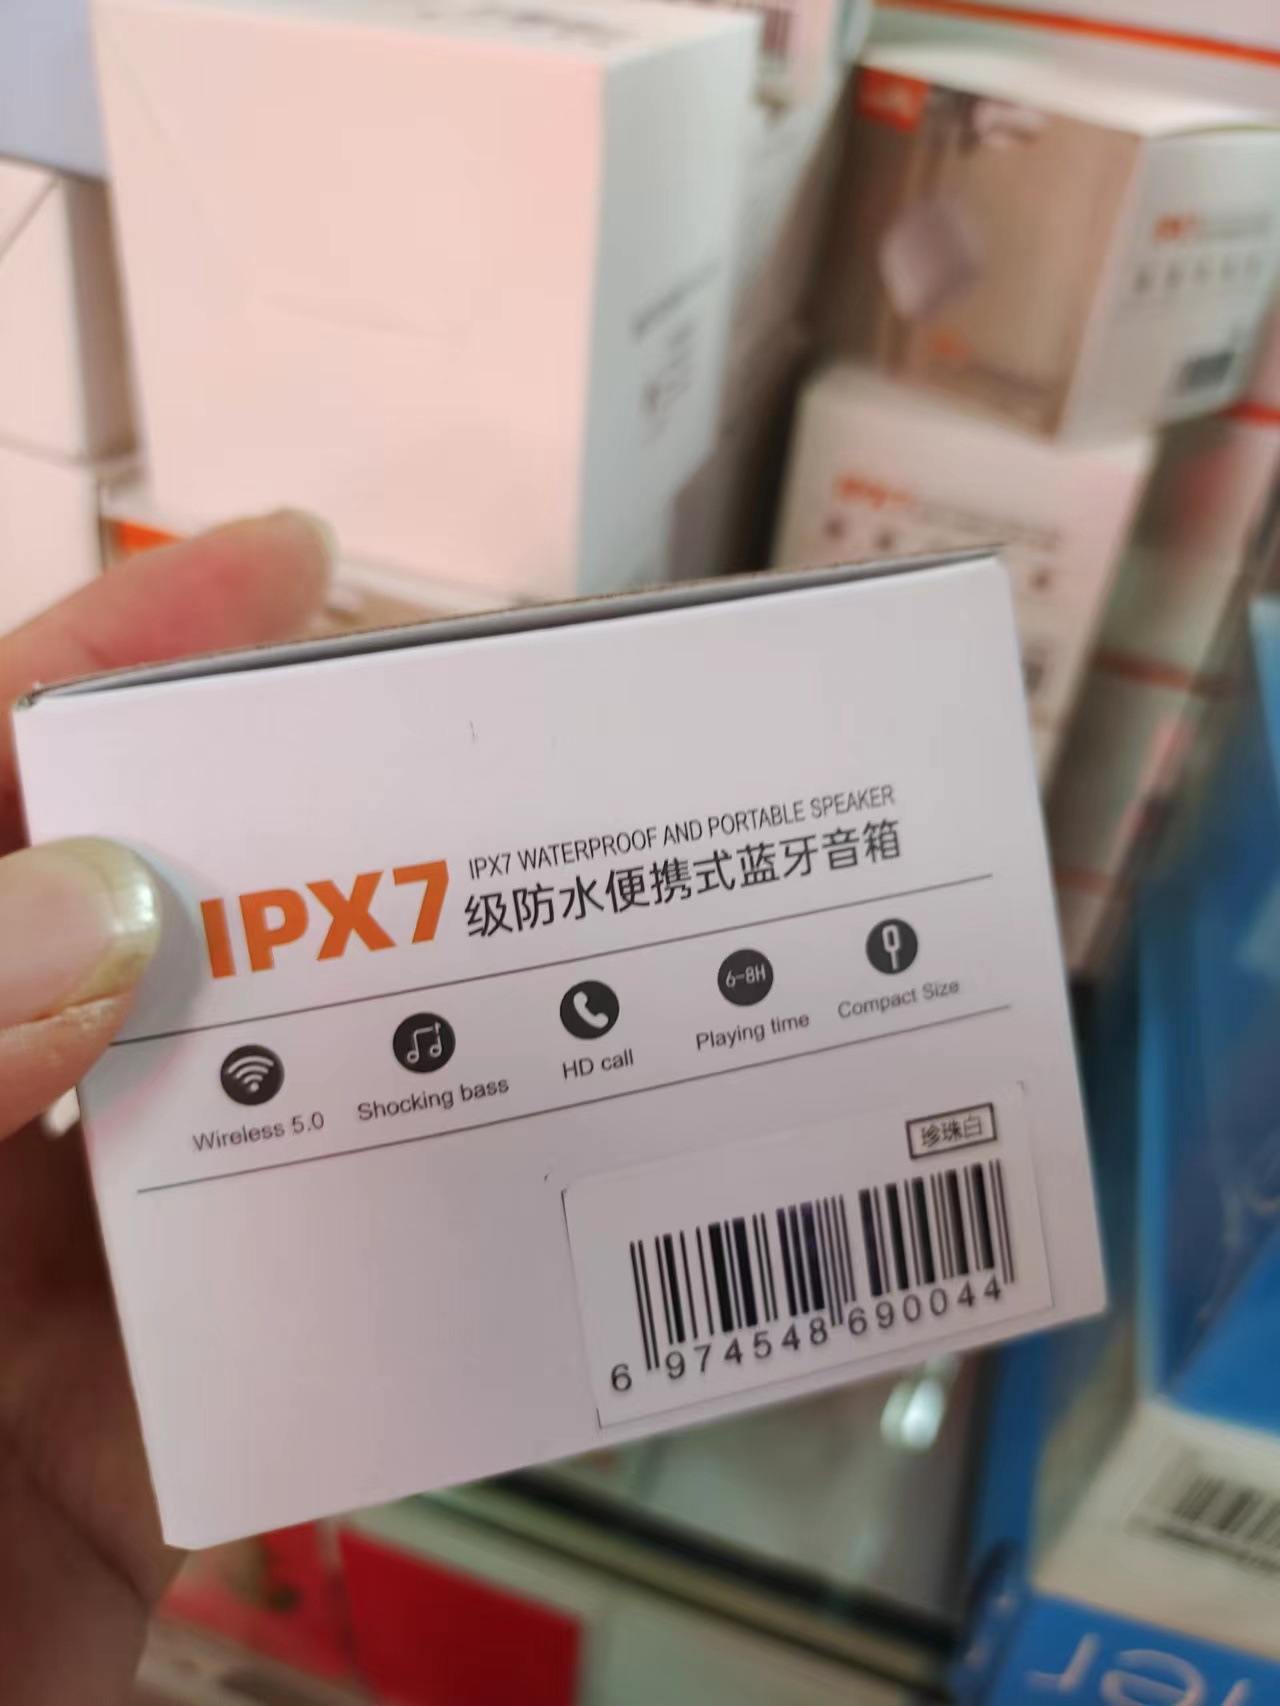 IPX7
IPX7 WATERPROOF AND PORTABLE SPEAKER
级防水便携式蓝牙音箱
6-8H
Wireless 5.0
Shocking bass
HD call
Playing time
Compact Size
珍珠白
6 974548 690044